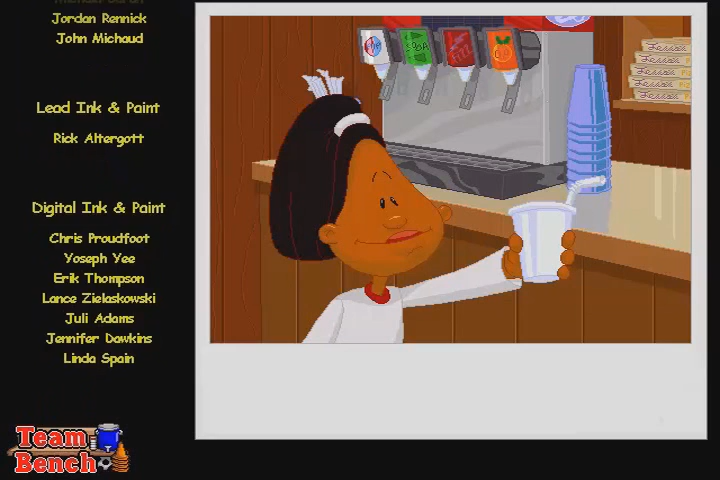 Jordan Rennick
John Michaud
Lead Ink & Paint
Rick Altergott
Digital Ink & Paint
Chris Proudfoot
Yoseph Yee
Erik Thompson
Lance Zielaskowski
Juli Adams
Jennifer Dawkins
Linda Spain
Team
Bench